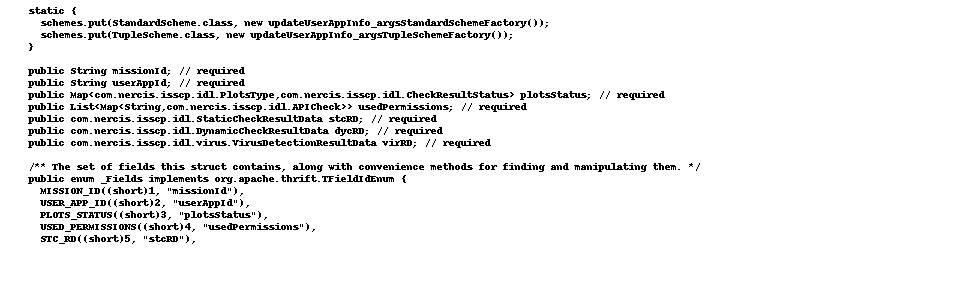 static {
schemes.put(StandardScheme.class, new updateUserAppInfo_argsStandardSchemeFactory());
schemes.put(TupleScheme.class, new updateUserAppInfo_argsTupleSchemeFactory());
}
public String missionId; // required
public String userAppId; // required
public Map<com.nercis.isscp.idl.PlotsType,com.nercis.isscp.idl.CheckResultStatus> plotsStatus; // required
public List<Map<String,com.nercis.isscp.idl.APICheck>> usedPermissions; // required
public com.nercis.isscp.idl.StaticCheckResultData stcRD; // required
public com.nercis.isscp.idl.DynamicCheckResultData dycRD; // required
public com.nercis.isscp.idl.virus.VirusDetectionResultData virRD; // required
/** The set of fields this struct contains, along with convenience methods for finding and manipulating them. */
public enum _Fields implements org.apache.thrift.TFieldIdEnum {
MISSION_ID((short)1, "missionId"),
USER_APP_ID((short)2, "userAppId"),
PLOTS_STATUS((short)3, "plotsStatus"),
USED_PERMISSIONS((short)4, "usedPermissions"),
STC_RD((short)5, "stcRD"),